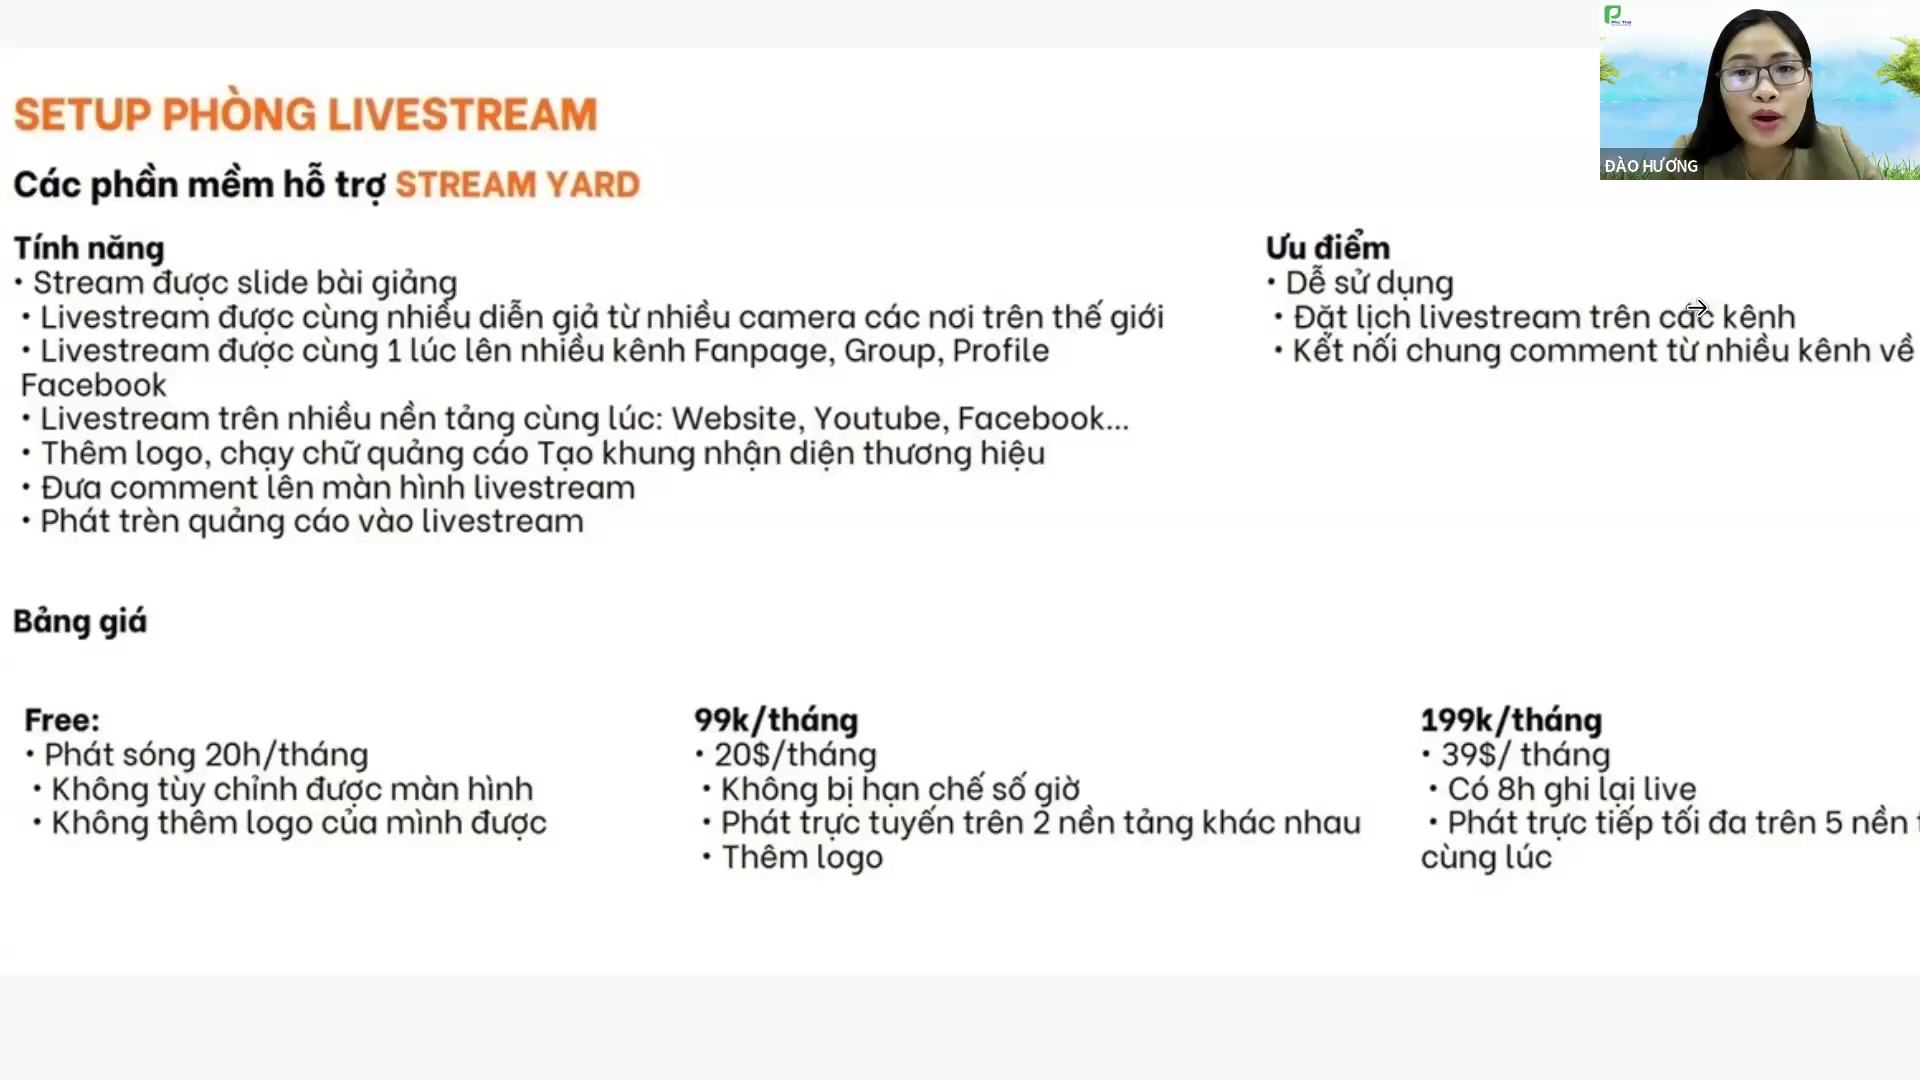 SETUP PHÒNG LIVESTREAM
Các phần mềm hỗ trợ STREAM YARD
Tính năng
• Stream được slide bài giảng
• Livestream được cùng nhiều diễn giả từ nhiều camera các nơi trên thế giới
• Livestream được cùng 1 lúc lên nhiều kênh Fanpage, Group, Profile
Facebook
• Livestream trên nhiều nền tảng cùng lúc: Website, Youtube, Facebook...
• Thêm logo, chạy chữ quảng cáo Tạo khung nhận diện thương hiệu
• Đưa comment lên màn hình livestream
• Phát trèn quảng cáo vào livestream
Ưu điểm
• Dễ sử dụng
• Đặt lịch livestream trên các kênh
• Kết nối chung comment từ nhiều kênh về
ĐÀO HƯƠNG
Bảng giá
Free:
• Phát sóng 20h/tháng
• Không tùy chỉnh được màn hình
• Không thêm logo của mình được
99k/tháng
• 20$/tháng
• Không bị hạn chế số giờ
• Phát trực tuyến trên 2 nền tảng khác nhau
• Thêm logo
199k/tháng
• 39$/ tháng
• Có 8h ghi lại live
• Phát trực tiếp tối đa trên 5 nền
cùng lúc